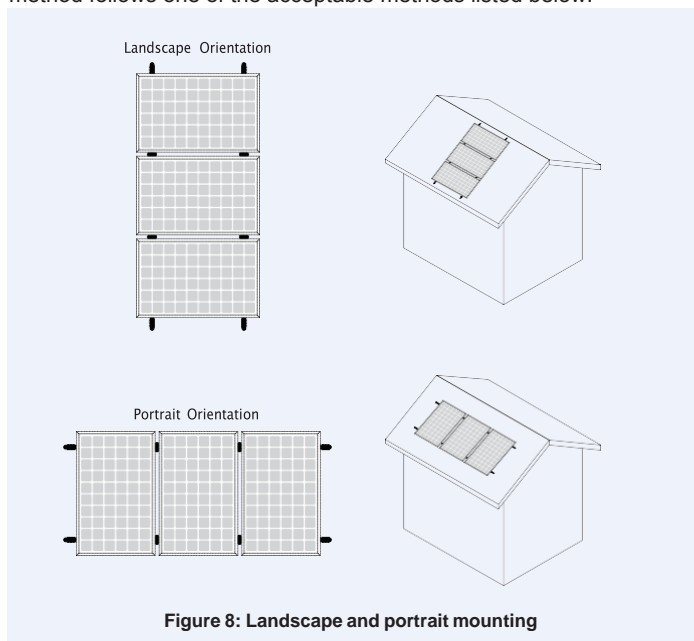 method follows one of the acceptable methods listed below:
Landscape Orientation
Portrait Orientation
Figure 8: Landscape and portrait mounting